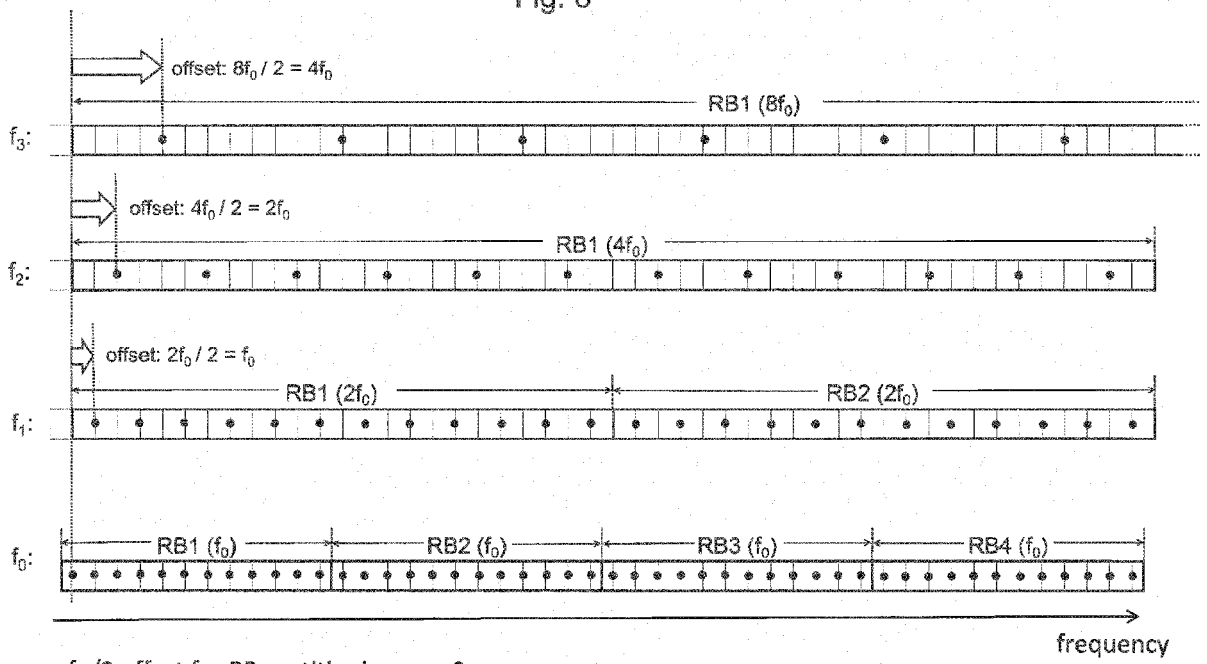 Fig.
offset: 8f₀ / 2 = 4f₀
RB1 (8f₀)
f₃:
offset: 4f₀ / 2 = 2f₀
RB1 (4f₀)
f₂:
offset: 2f₀ / 2 = f₀
RB1 (2f₀) RB2 (2f₀)
f₁:
RB1 (f₀) RB2 (f₀) RB3 (f₀) RB4 (f₀)
f₀:
frequency